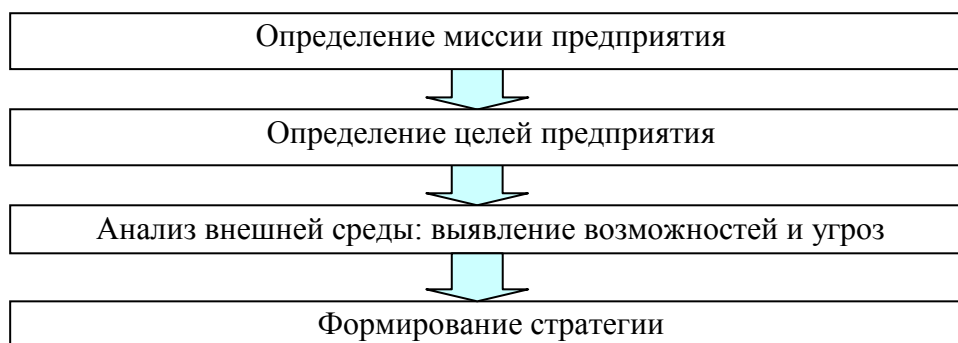 Определение миссии предприятия
Определение целей предприятия
Анализ внешней среды: выявление возможностей и угроз
Формирование стратегии